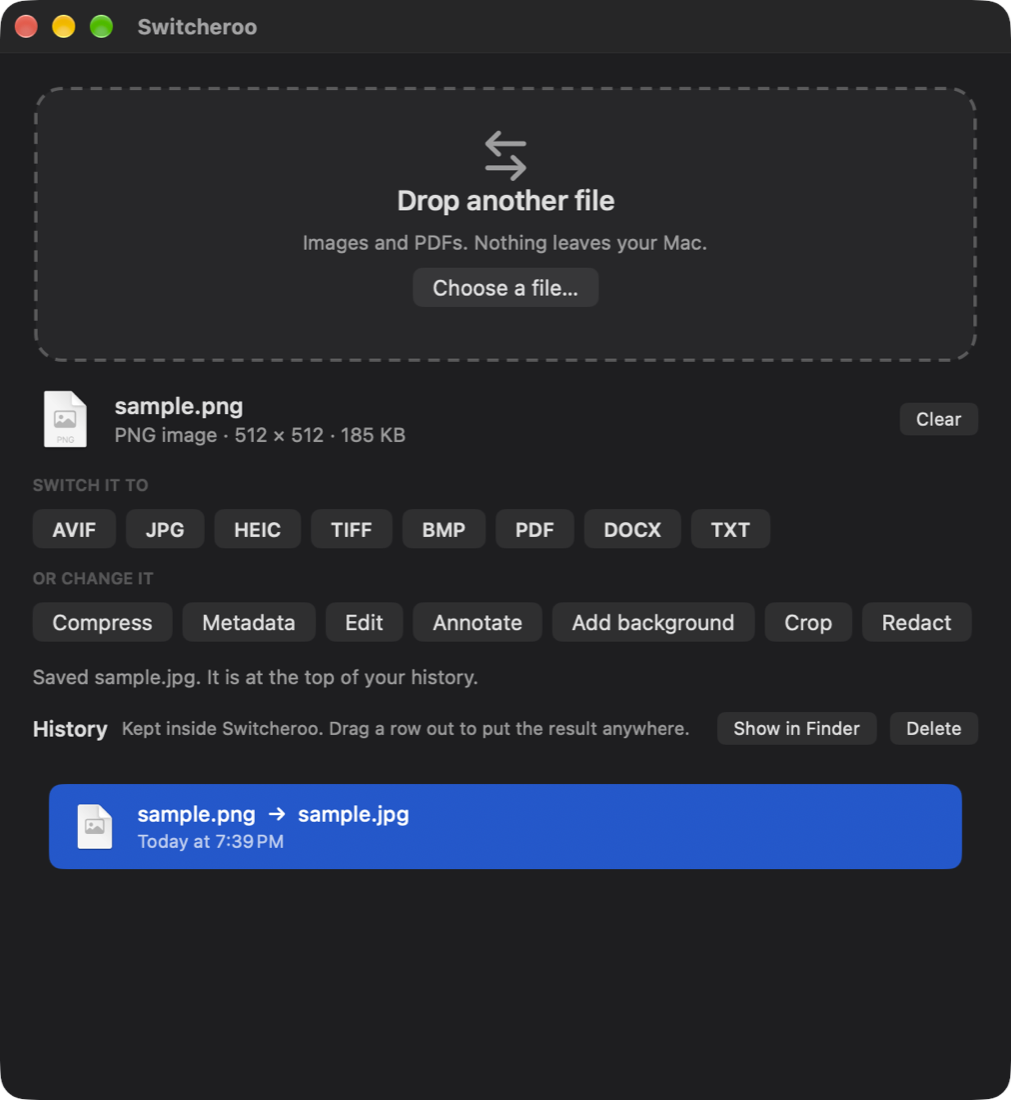 Switcheroo
Drop another file
Images and PDFs. Nothing leaves your Mac.
Choose a file...
sample.png
PNG
PNG image · 512 × 512 · 185 KB
Clear
SWITCH IT TO
AVIF JPG HEIC TIFF BMP PDF DOCX TXT
OR CHANGE IT
Compress Metadata Edit Annotate Add background Crop Redact
Saved sample.jpg. It is at the top of your history.
History Kept inside Switcheroo. Drag a row out to put the result anywhere. Show in Finder Delete
sample.png → sample.jpg
Today at 7:39 PM